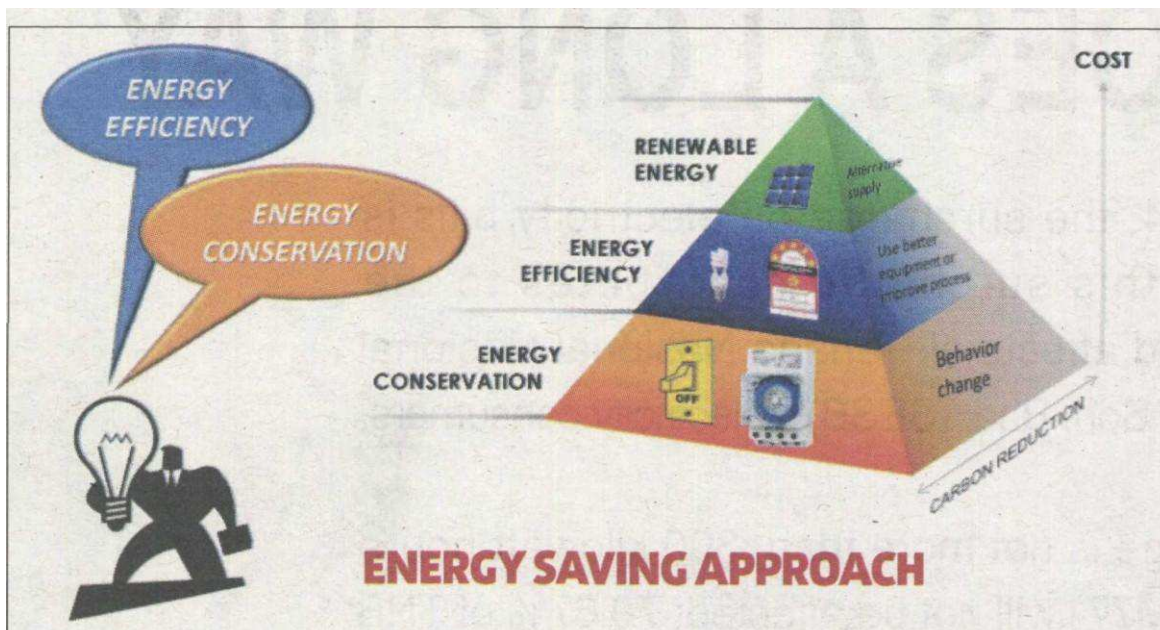 ENERGY
EFFICIENCY
ENERGY
CONSERVATION
COST
RENEWABLE
ENERGY
Alternative
supply
ENERGY
EFFICIENCY
Use better
equipment or
improve process
ENERGY
CONSERVATION
OFF
Behavior
change
CARBON REDUCTION
ENERGY SAVING APPROACH